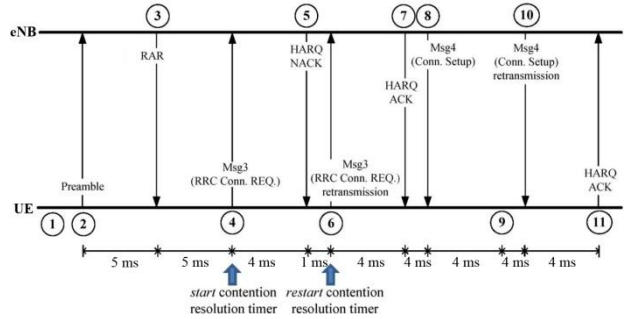 3
5
7
8
10
eNB
RAR
HARQ
NACK
Msg4
(Conn. Setup)
Msg4
(Conn. Setup)
retransmission
HARQ
ACK
Msg3
(RRC Conn. REQ.)
Msg3
(RRC Conn. REQ.)
retransmission
HARQ
ACK
Preamble
UE
1
2
4
6
9
11
5 ms
5 ms
4 ms
1 ms
4 ms
4 ms
4 ms
4 ms
4 ms
start contention
resolution timer
restart contention
resolution timer